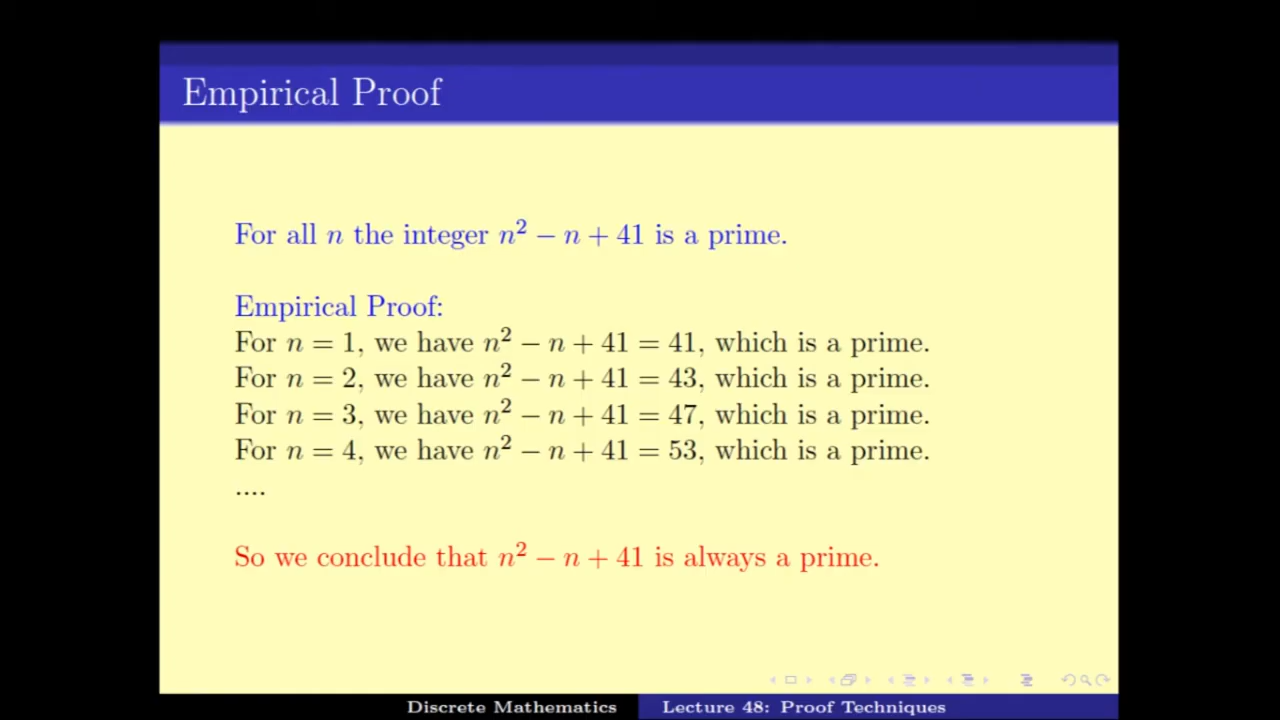 Empirical Proof
For all n the integer n² − n + 41 is a prime.
Empirical Proof:
For n = 1, we have n² − n + 41 = 41, which is a prime.
For n = 2, we have n² − n + 41 = 43, which is a prime.
For n = 3, we have n² − n + 41 = 47, which is a prime.
For n = 4, we have n² − n + 41 = 53, which is a prime.
....
So we conclude that n² − n + 41 is always a prime.
Discrete Mathematics Lecture 48: Proof Techniques